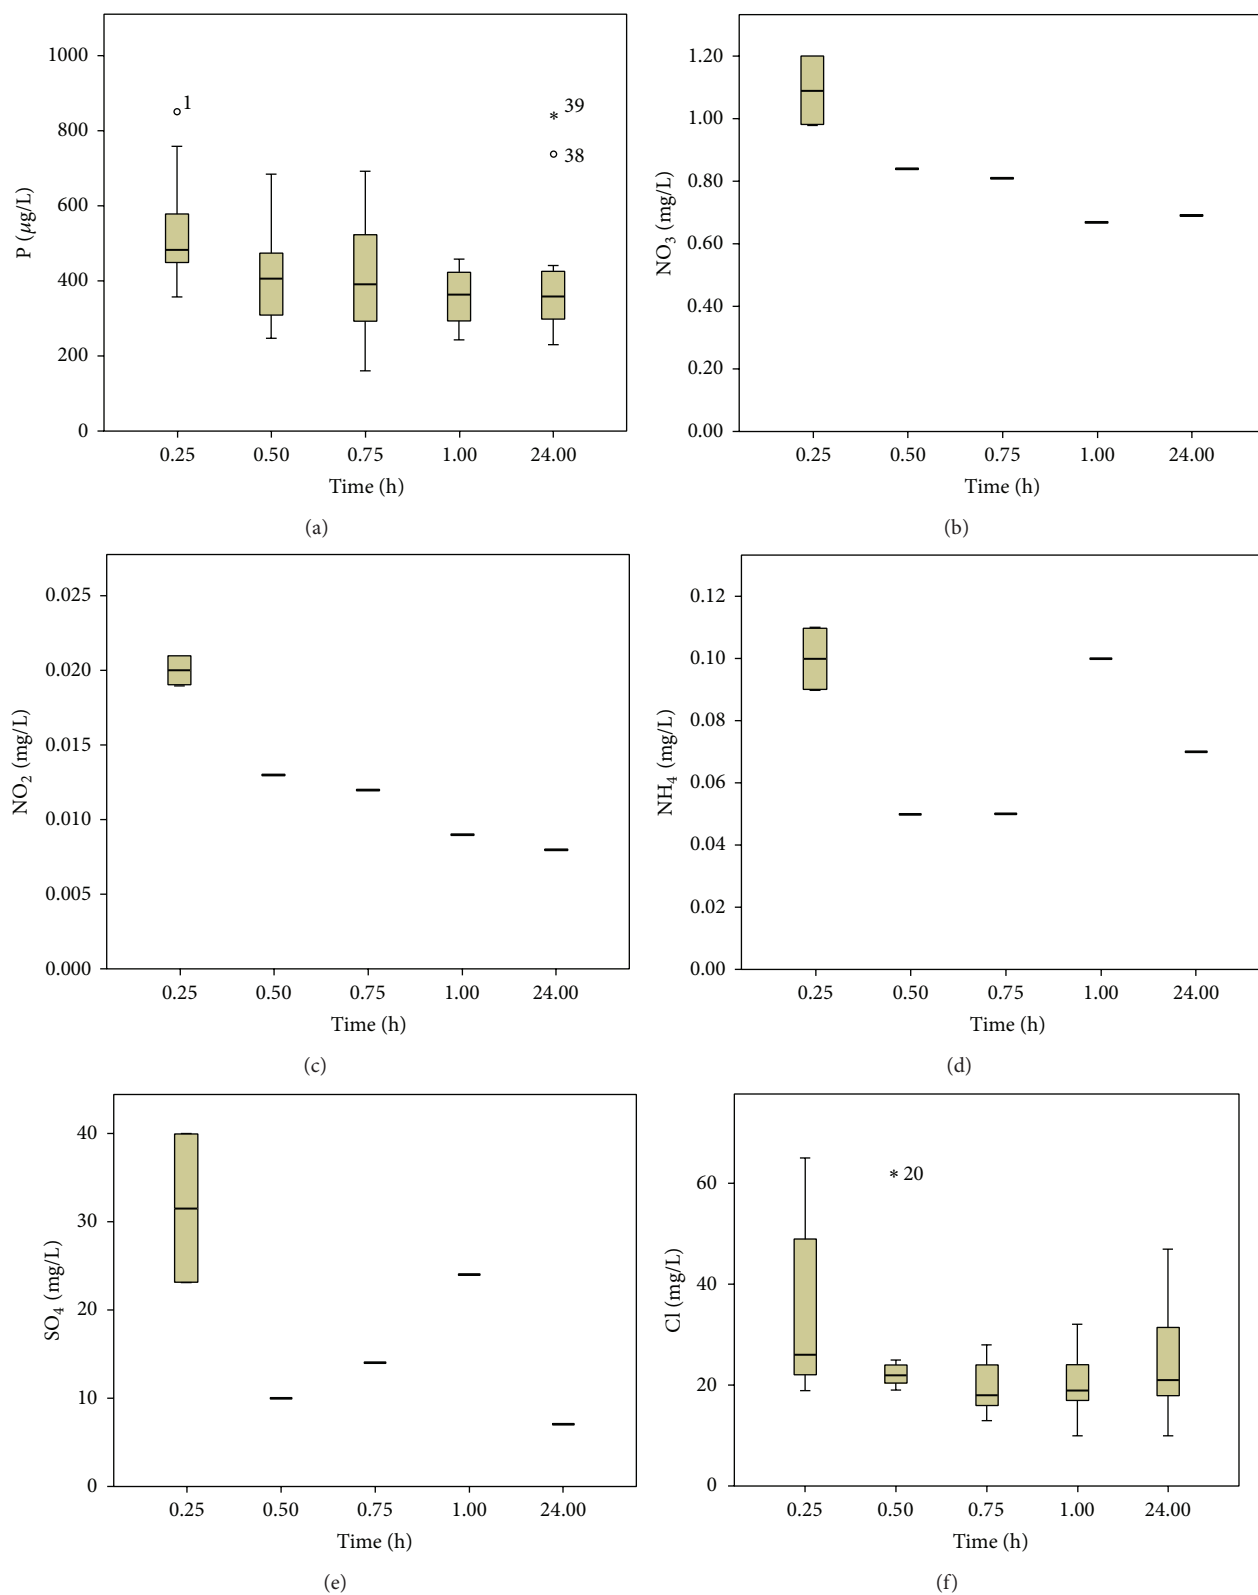 1000
800
600
400
200
0
P (μg/L)
1
39
38
0.25 0.50 0.75 1.00 24.00
Time (h)
(a)
1.20
1.00
0.80
0.60
0.40
0.20
0.00
NO₃ (mg/L)
0.25 0.50 0.75 1.00 24.00
Time (h)
(b)
0.025
0.020
0.015
0.010
0.005
0.000
NO₂ (mg/L)
0.25 0.50 0.75 1.00 24.00
Time (h)
(c)
0.12
0.10
0.08
0.06
0.04
0.02
0.00
NH₄ (mg/L)
0.25 0.50 0.75 1.00 24.00
Time (h)
(d)
40
30
20
10
0
SO₄ (mg/L)
0.25 0.50 0.75 1.00 24.00
Time (h)
(e)
60
40
20
0
Cl (mg/L)
* 20
0.25 0.50 0.75 1.00 24.00
Time (h)
(f)